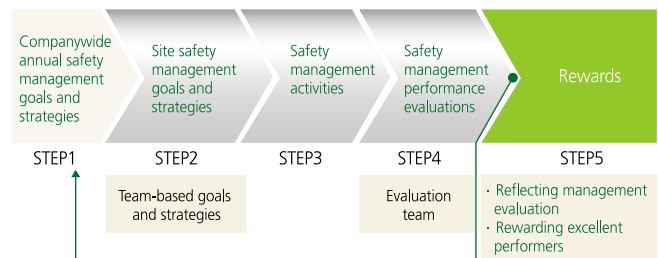 Companywide
annual safety
management
goals and
strategies
Site safety
management
goals and
strategies
Safety
management
activities
Safety
management
performance
evaluations
Rewards
STEP1
STEP2
STEP3
STEP4
STEP5
Team-based goals
and strategies
Evaluation
team
· Reflecting management
evaluation
· Rewarding excellent
performers